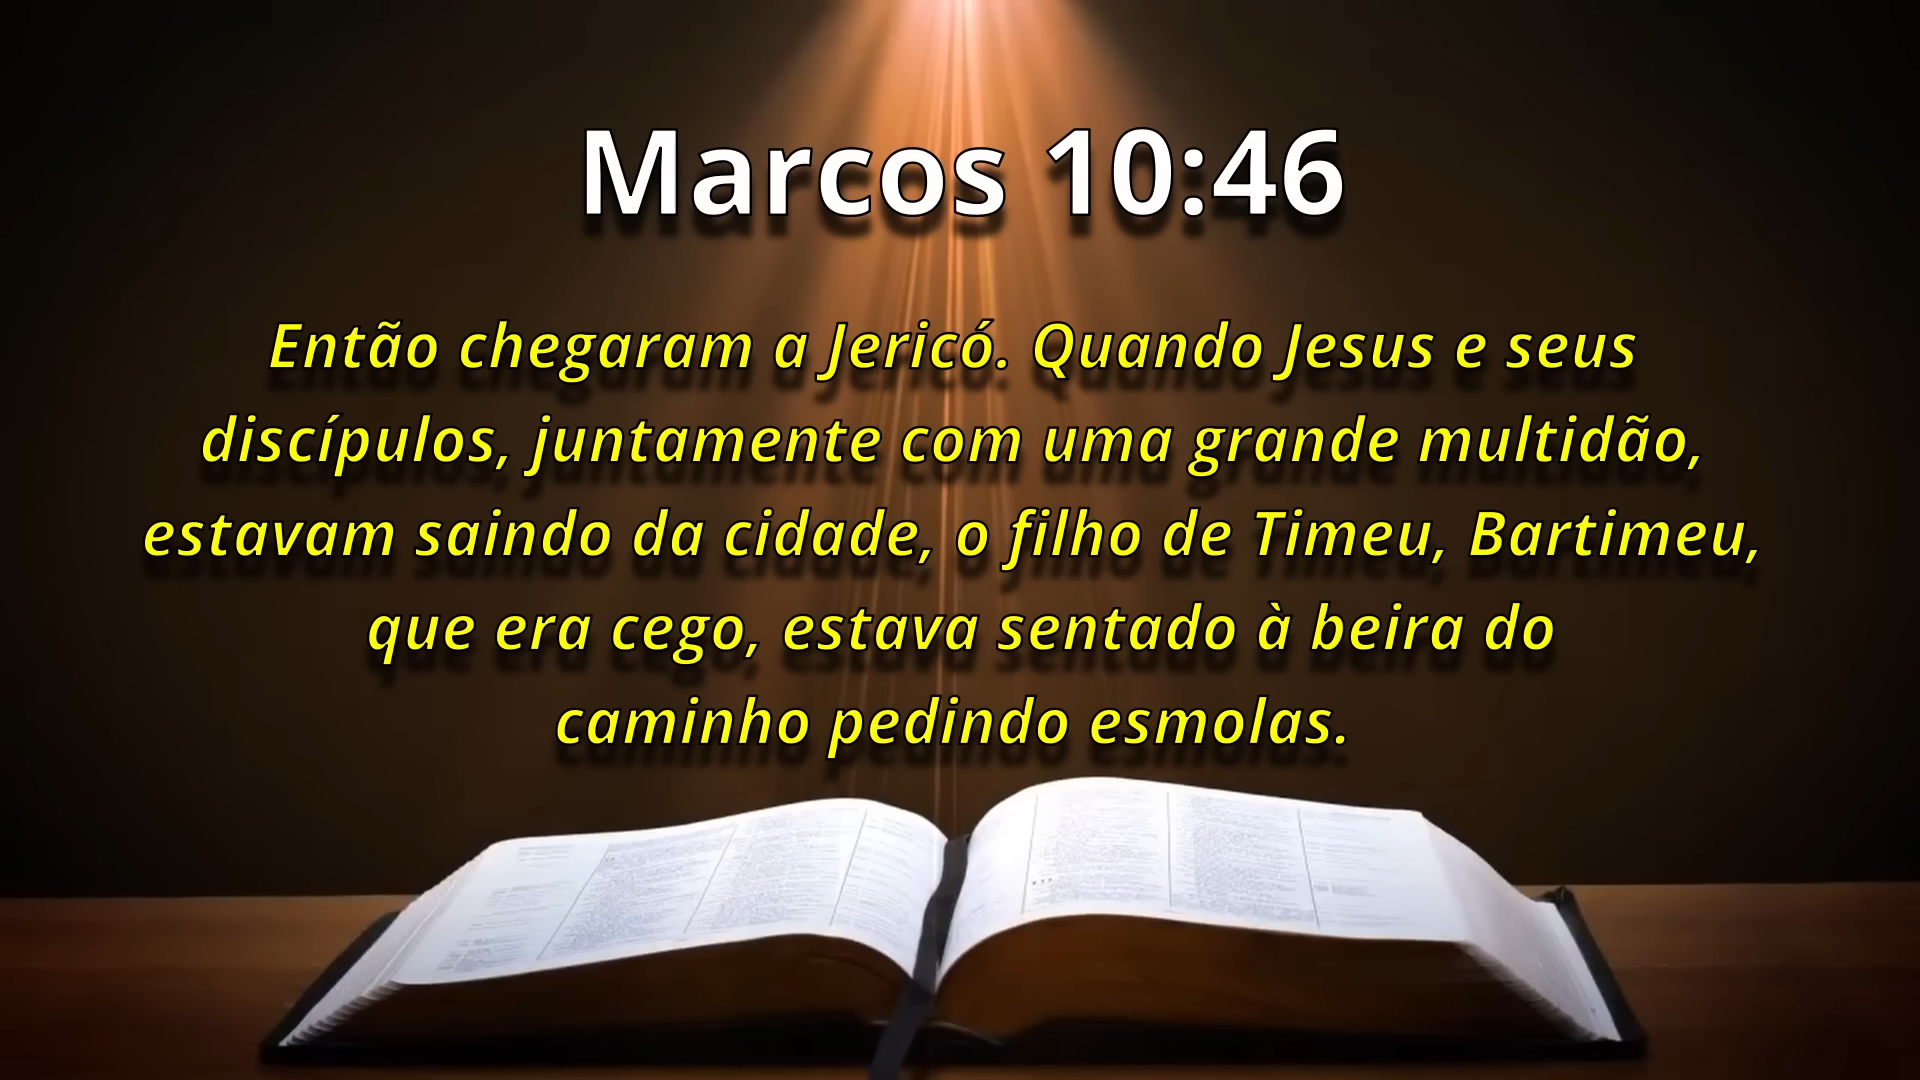 Marcos 10:46
Então chegaram a Jericó. Quando Jesus e seus
discípulos, juntamente com uma grande multidão,
estavam saindo da cidade, o filho de Timeu, Bartimeu,
que era cego, estava sentado à beira do
caminho pedindo esmolas.